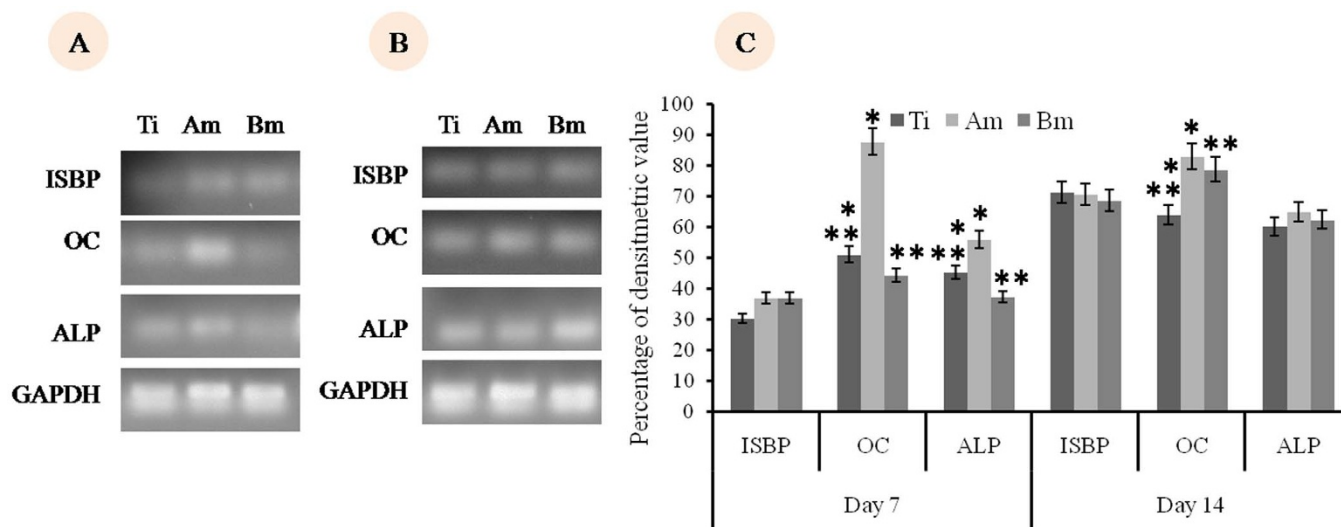 A
B
C
Ti Am Bm
ISBP
OC
ALP
GAPDH
Ti Am Bm
ISBP
OC
ALP
GAPDH
Percentage of densitmetric value
100
90
80
70
60
50
40
30
20
10
0
Ti Am Bm
*
*
**
**
*
*
**
**
*
*
**
**
ISBP OC ALP ISBP OC ALP
Day 7 Day 14